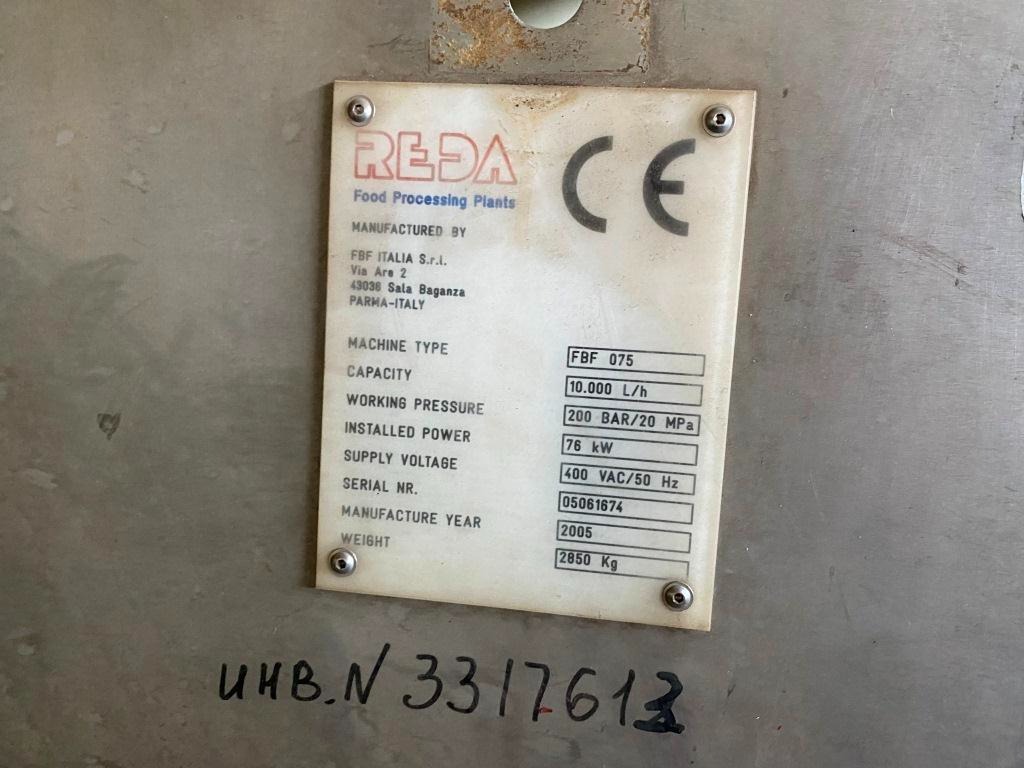 REDA
CE
Food Processing Plants
MANUFACTURED BY
FBF ITALIA S.r.l.
Via Are 2
43038 Sala Baganza
PARMA-ITALY
MACHINE TYPE FBF 075
CAPACITY 10.000 L/h
WORKING PRESSURE 200 BAR/20 MPa
INSTALLED POWER 76 kW
SUPPLY VOLTAGE 400 VAC/50 Hz
SERIAL NR. 05061674
MANUFACTURE YEAR 2005
WEIGHT 2850 Kg
ИНВ.N